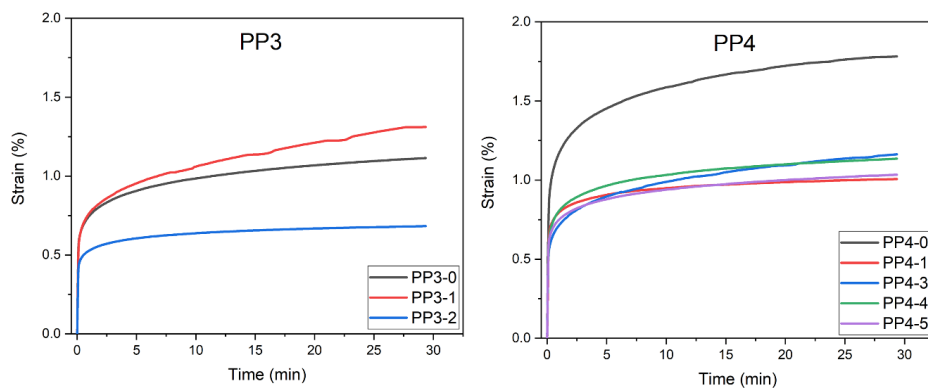 PP3
2.0
1.5
1.0
0.5
0.0
Strain (%)
0 5 10 15 20 25 30
Time (min)
PP3-0
PP3-1
PP3-2
PP4
2.0
1.5
1.0
0.5
0.0
Strain (%)
0 5 10 15 20 25 30
Time (min)
PP4-0
PP4-1
PP4-3
PP4-4
PP4-5